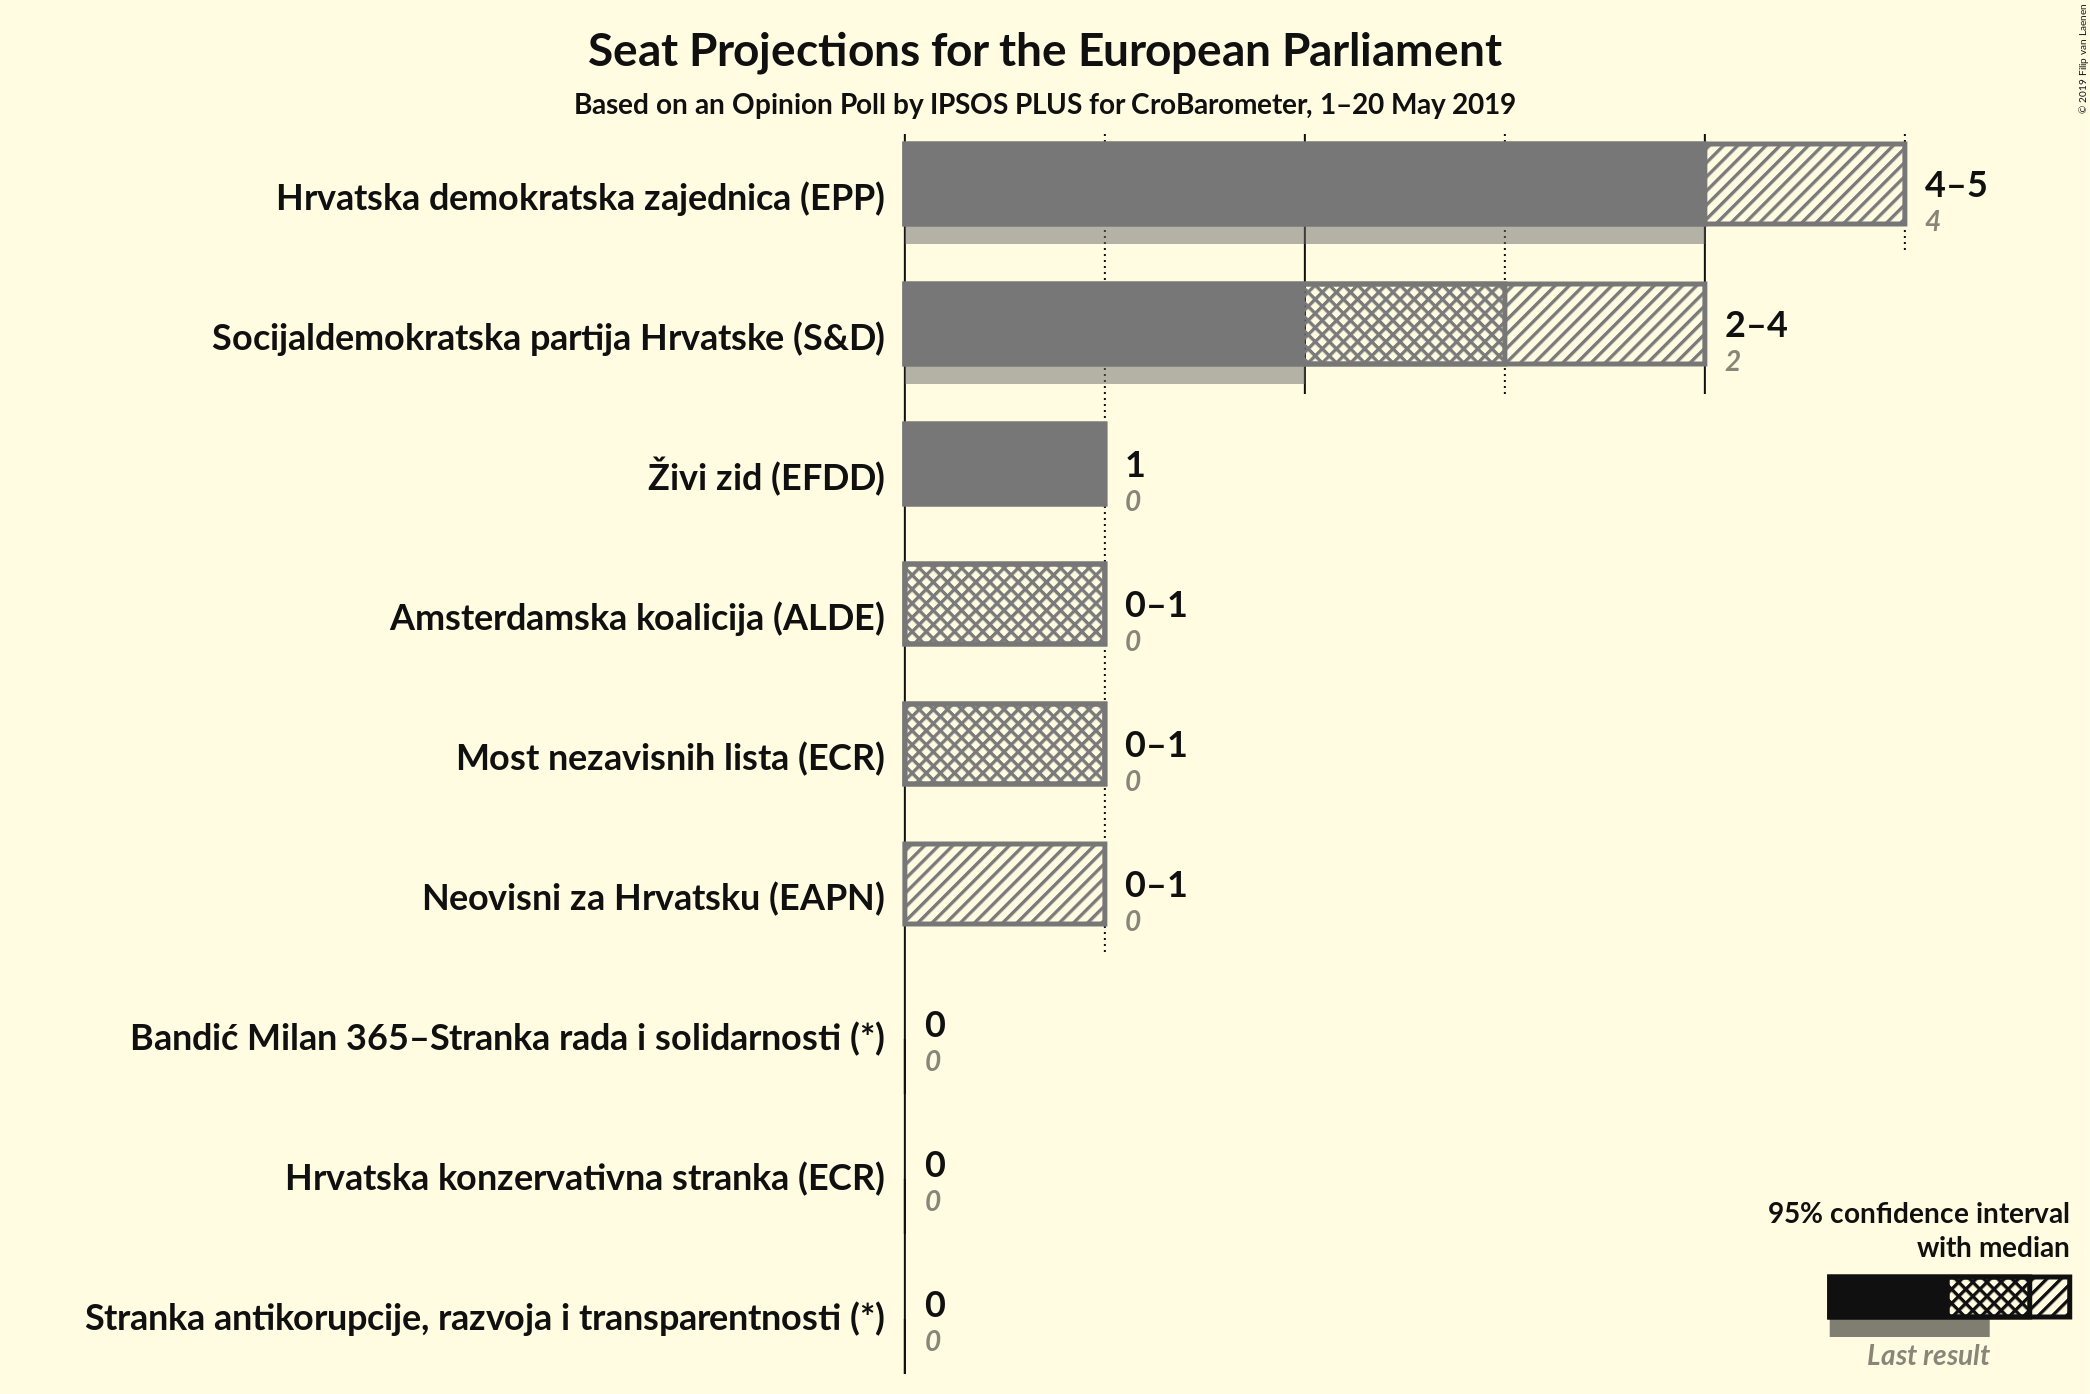 Seat Projections for the European Parliament
Based on an Opinion Poll by IPSOS PLUS for CroBarometer, 1–20 May 2019
© 2019 Filip van Laenen
Hrvatska demokratska zajednica (EPP)
4–5
4
Socijaldemokratska partija Hrvatske (S&D)
2–4
2
Živi zid (EFDD)
1
0
Amsterdamska koalicija (ALDE)
0–1
0
Most nezavisnih lista (ECR)
0–1
0
Neovisni za Hrvatsku (EAPN)
0–1
0
Bandić Milan 365–Stranka rada i solidarnosti (*)
0
0
Hrvatska konzervativna stranka (ECR)
0
0
Stranka antikorupcije, razvoja i transparentnosti (*)
0
0
95% confidence interval
with median
Last result